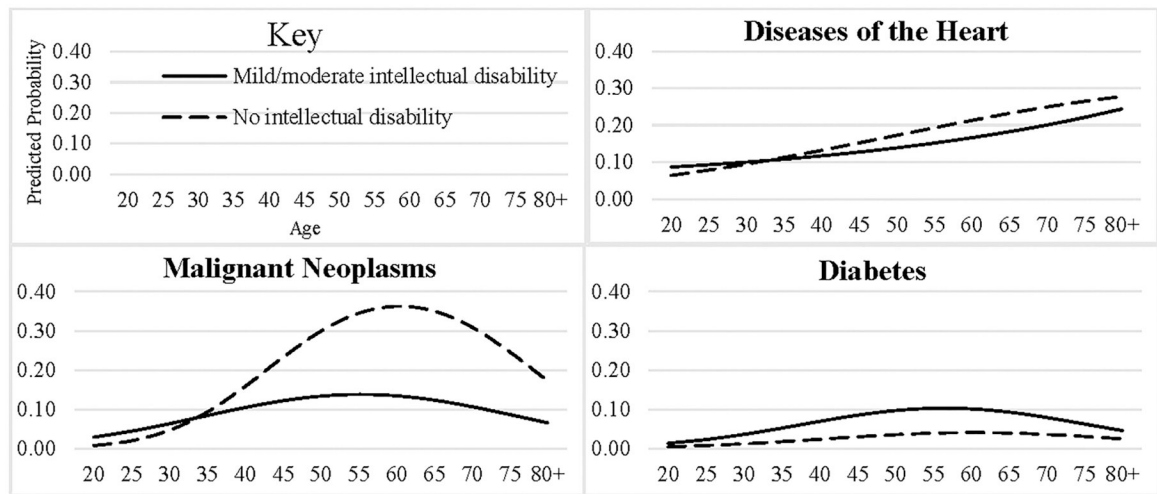 Key
Predicted Probability
0.40
0.30
0.20
0.10
0.00
Mild/moderate intellectual disability
No intellectual disability
20 25 30 35 40 45 50 55 60 65 70 75 80+
Age
Diseases of the Heart
0.40
0.30
0.20
0.10
0.00
20 25 30 35 40 45 50 55 60 65 70 75 80+
Malignant Neoplasms
0.40
0.30
0.20
0.10
0.00
20 25 30 35 40 45 50 55 60 65 70 75 80+
Diabetes
0.40
0.30
0.20
0.10
0.00
20 25 30 35 40 45 50 55 60 65 70 75 80+